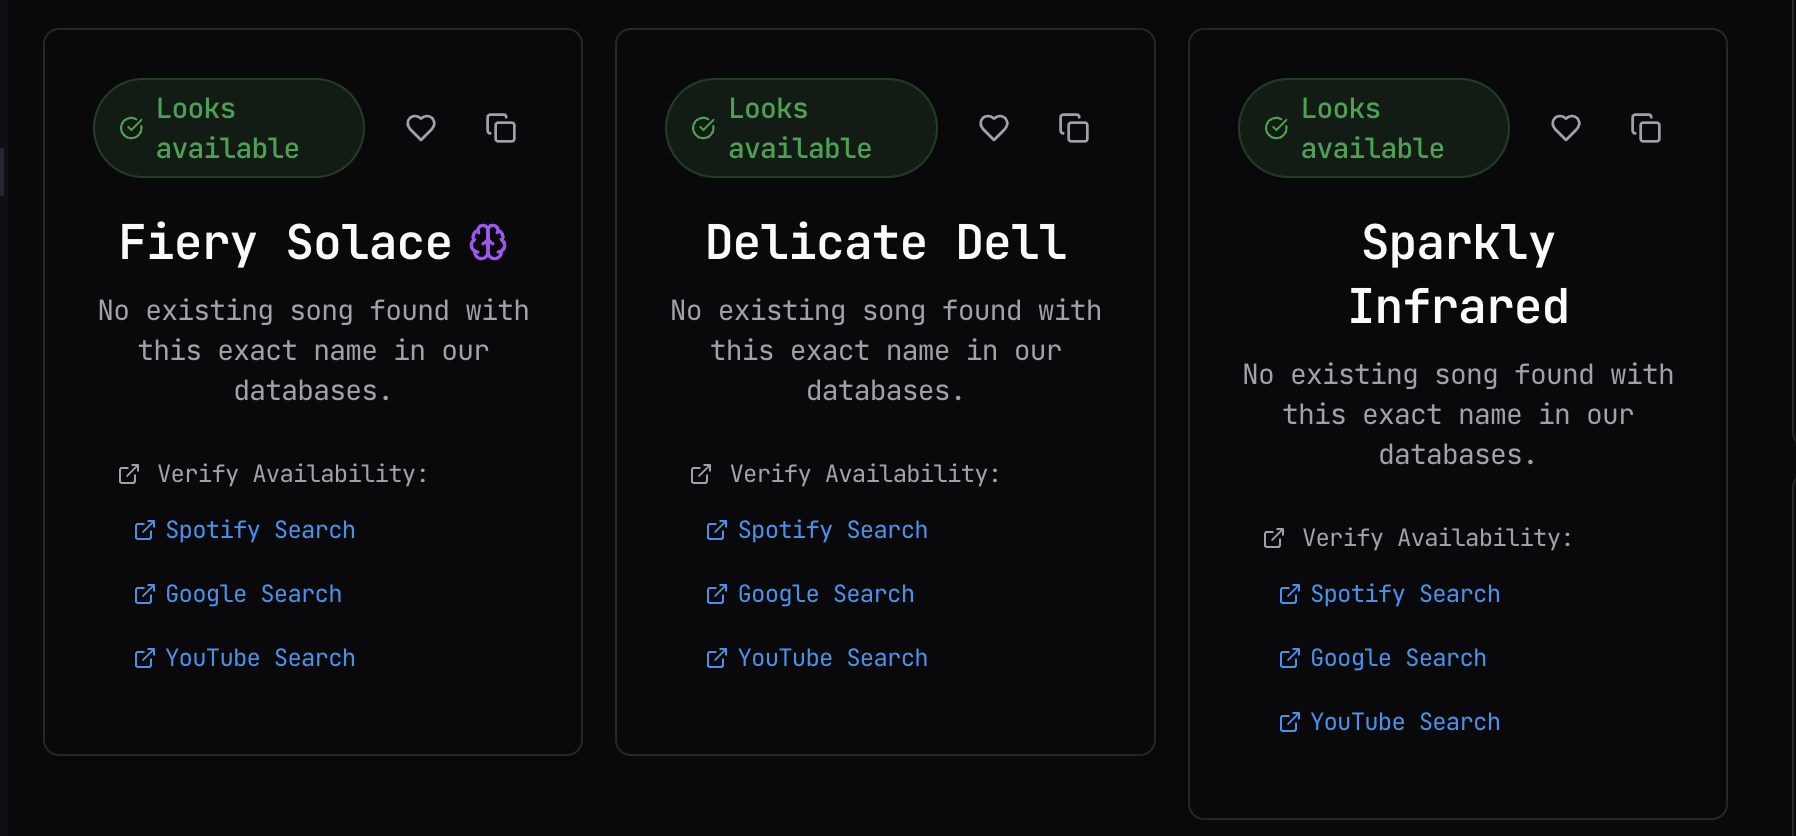 Looks
available
Fiery Solace
No existing song found with
this exact name in our
databases.
Verify Availability:
Spotify Search
Google Search
YouTube Search
Looks
available
Delicate Dell
No existing song found with
this exact name in our
databases.
Verify Availability:
Spotify Search
Google Search
YouTube Search
Looks
available
Sparkly
Infrared
No existing song found with
this exact name in our
databases.
Verify Availability:
Spotify Search
Google Search
YouTube Search